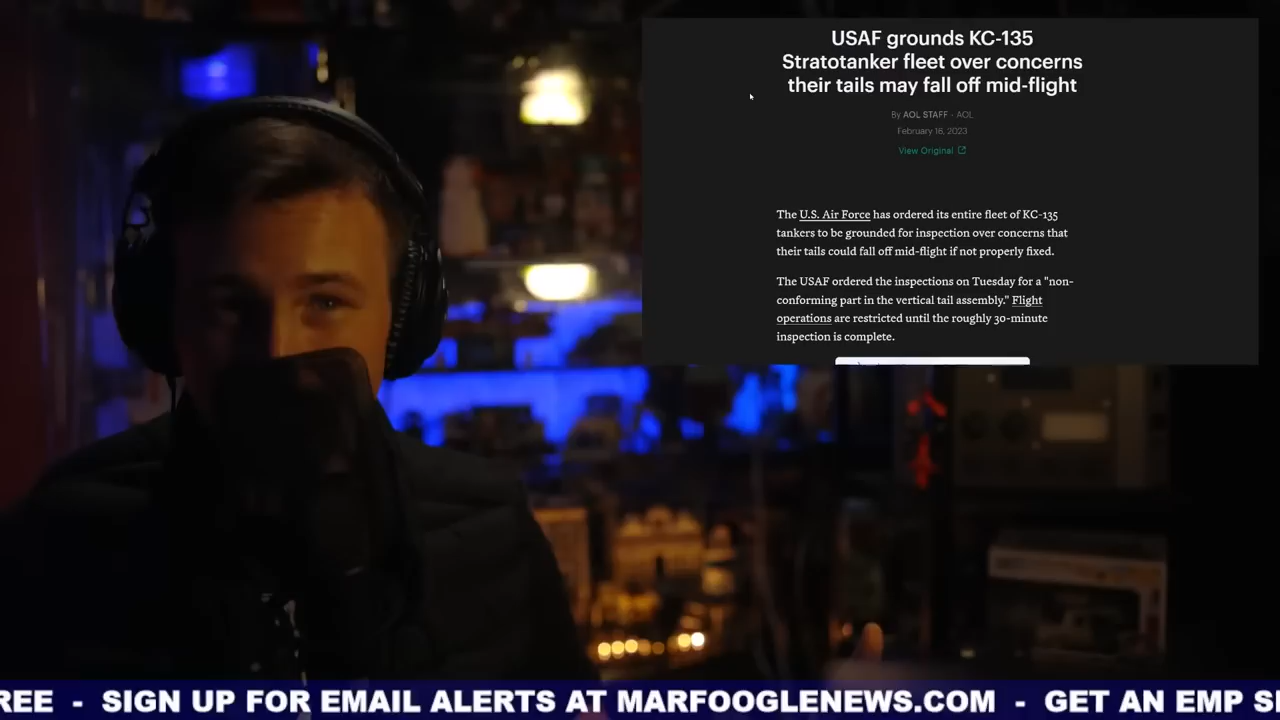 USAF grounds KC-135
Stratotanker fleet over concerns
their tails may fall off mid-flight
By AOL STAFF · AOL
February 16, 2023
View Original
The U.S. Air Force has ordered its entire fleet of KC-135
tankers to be grounded for inspection over concerns that
their tails could fall off mid-flight if not properly fixed.
The USAF ordered the inspections on Tuesday for a "non-
conforming part in the vertical tail assembly." Flight
operations are restricted until the roughly 30-minute
inspection is complete.
REE - SIGN UP FOR EMAIL ALERTS AT MARFOOGLENEWS.COM - GET AN EMP S